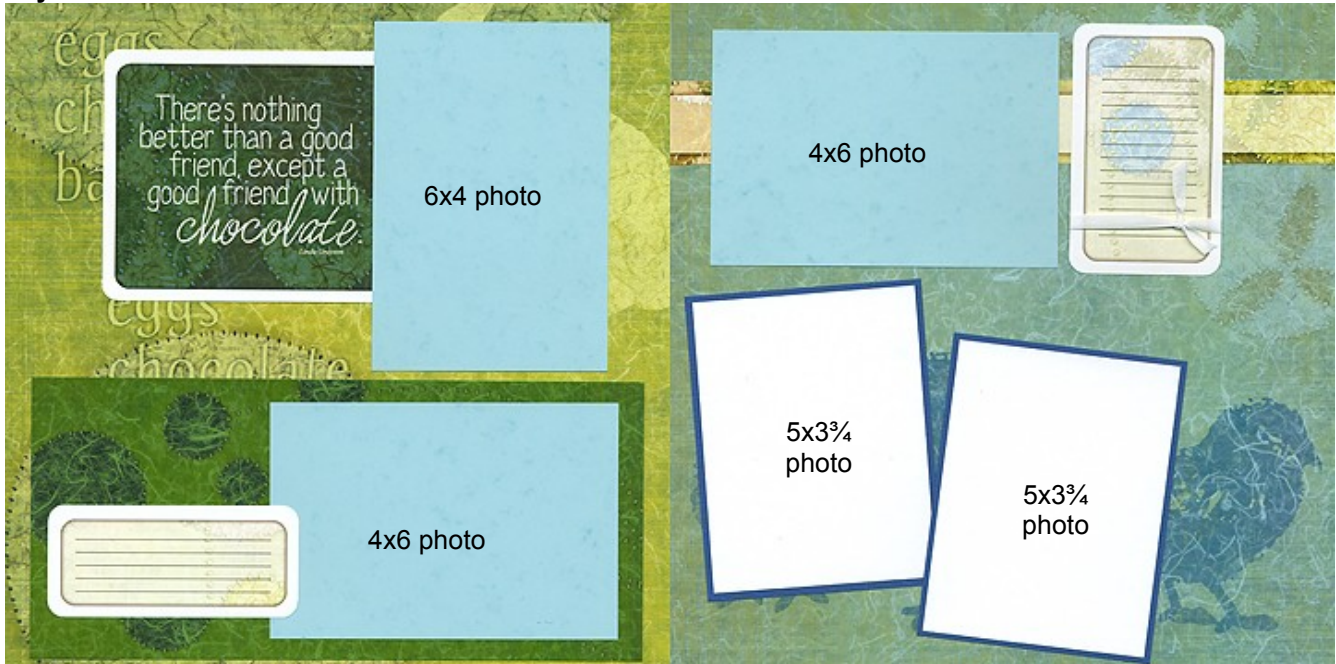 eggs
ch
ba
There's nothing
better than a good
friend, except a
good friend with
chocolate.
6x4 photo
eggs
chocolate
4x6 photo
4x6 photo
5x3¾
photo
5x3¾
photo